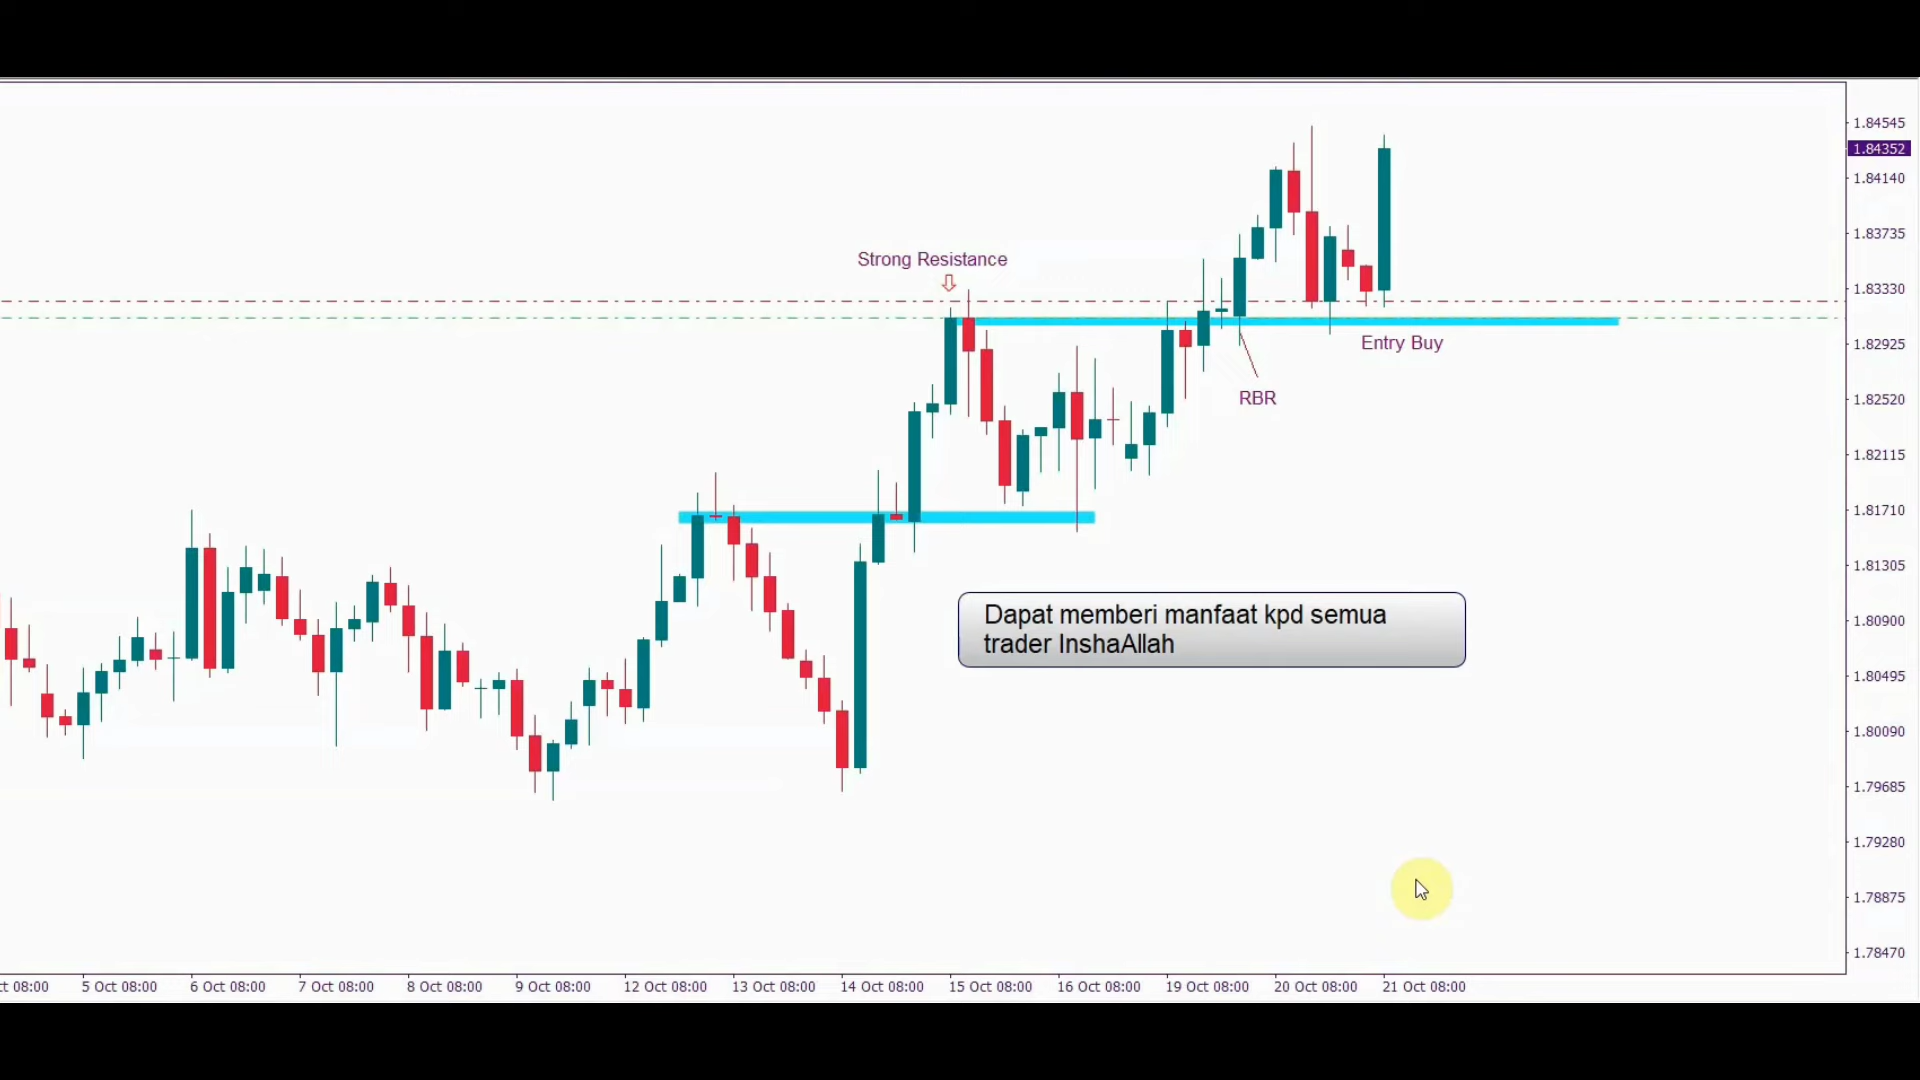 1.84545
1.84352
1.84140
1.83735
Strong Resistance
1.83330
Entry Buy
1.82925
RBR
1.82520
1.82115
1.81710
1.81305
Dapat memberi manfaat kpd semua
trader InshaAllah
1.80900
1.80495
1.80090
1.79685
1.79280
1.78875
1.78470
ct 08:00 5 Oct 08:00 6 Oct 08:00 7 Oct 08:00 8 Oct 08:00 9 Oct 08:00 12 Oct 08:00 13 Oct 08:00 14 Oct 08:00 15 Oct 08:00 16 Oct 08:00 19 Oct 08:00 20 Oct 08:00 21 Oct 08:00